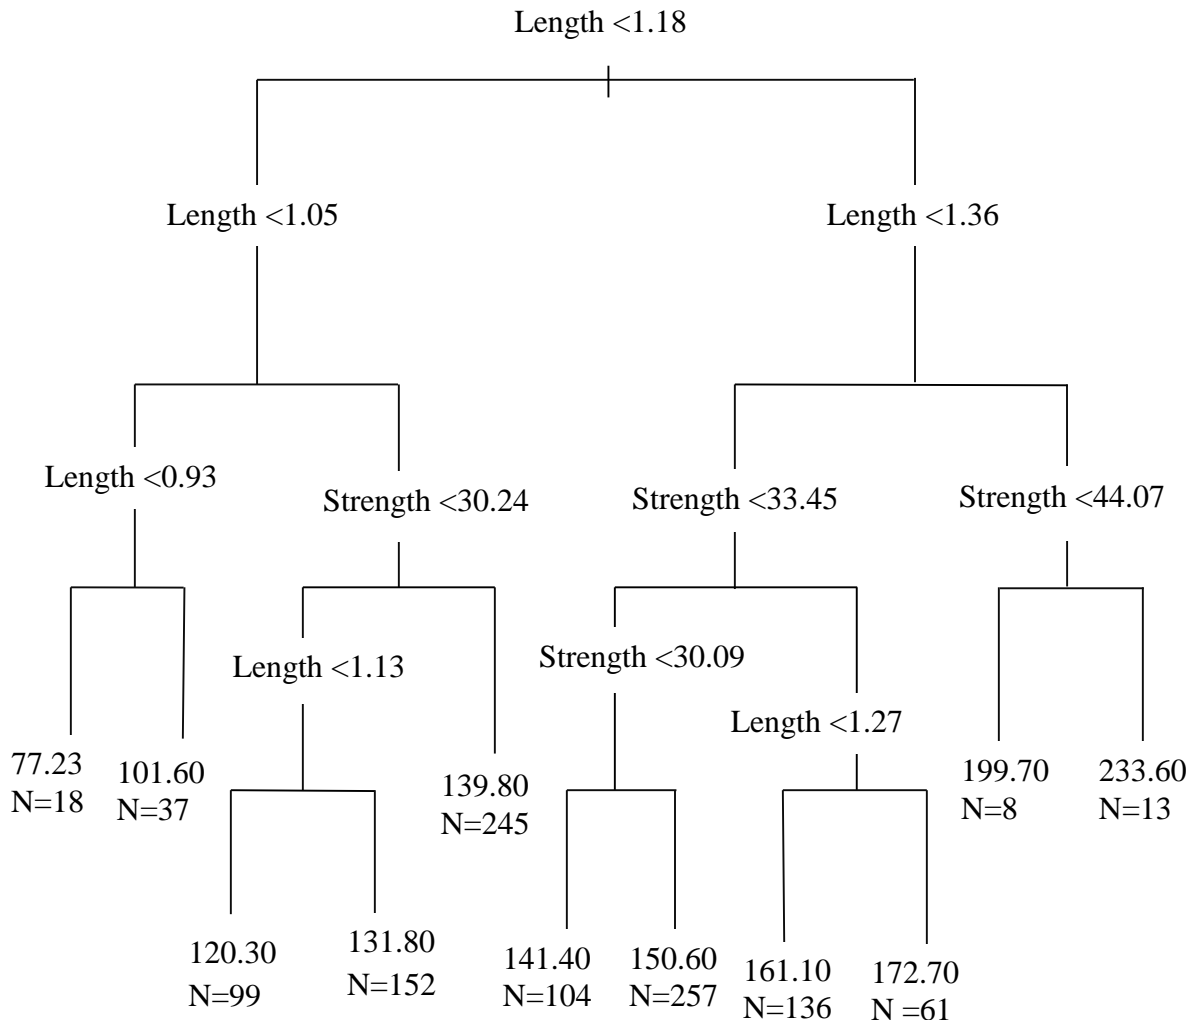 Length <1.18
Length <1.05
Length <1.36
Length <0.93
Strength <30.24
Strength <33.45
Strength <44.07
Length <1.13
Strength <30.09
Length <1.27
77.23
N=18
101.60
N=37
139.80
N=245
199.70
N=8
233.60
N=13
120.30
N=99
131.80
N=152
141.40
N=104
150.60
N=257
161.10
N=136
172.70
N =61